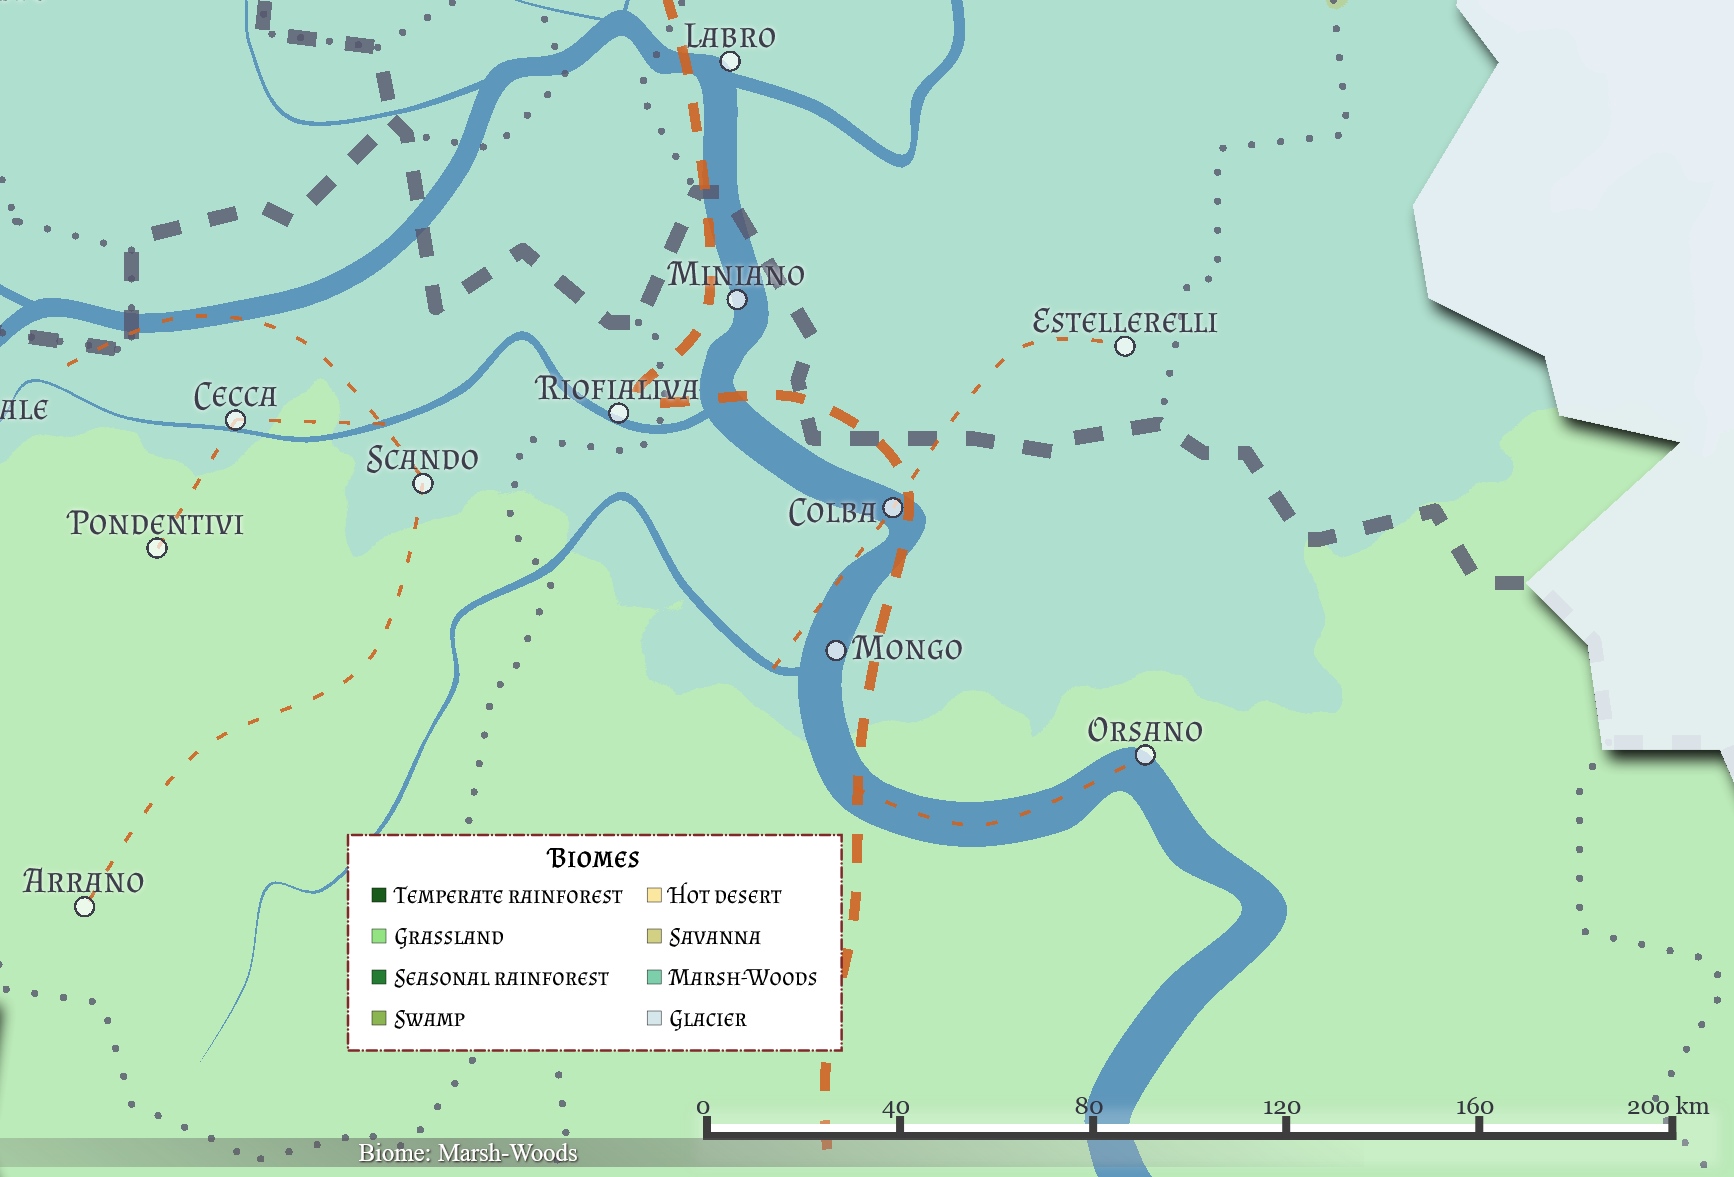 Labro
Miniano
Estellerelli
Riofialiva
Cecca
ale
Scando
Colba
Pondentivi
Mongo
Orsano
Arrano
Biomes
Temperate rainforest
Hot desert
Grassland
Savanna
Seasonal rainforest
Marsh-Woods
Swamp
Glacier
0 40 80 120 160 200 km
Biome: Marsh-Woods